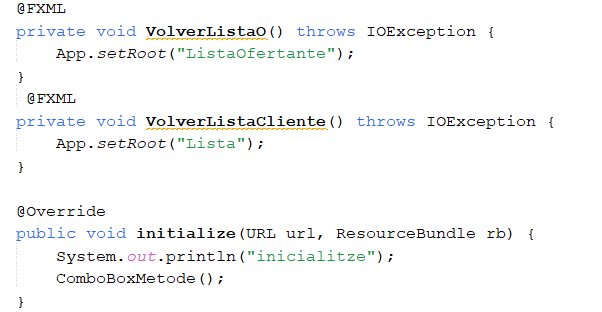 @FXML
private void VolverListaO() throws IOException {
App.setRoot("ListaOfertante");
}
@FXML
private void VolverListaCliente() throws IOException {
App.setRoot("Lista");
}
@Override
public void initialize(URL url, ResourceBundle rb) {
System.out.println("inicialitze");
ComboBoxMetode();
}